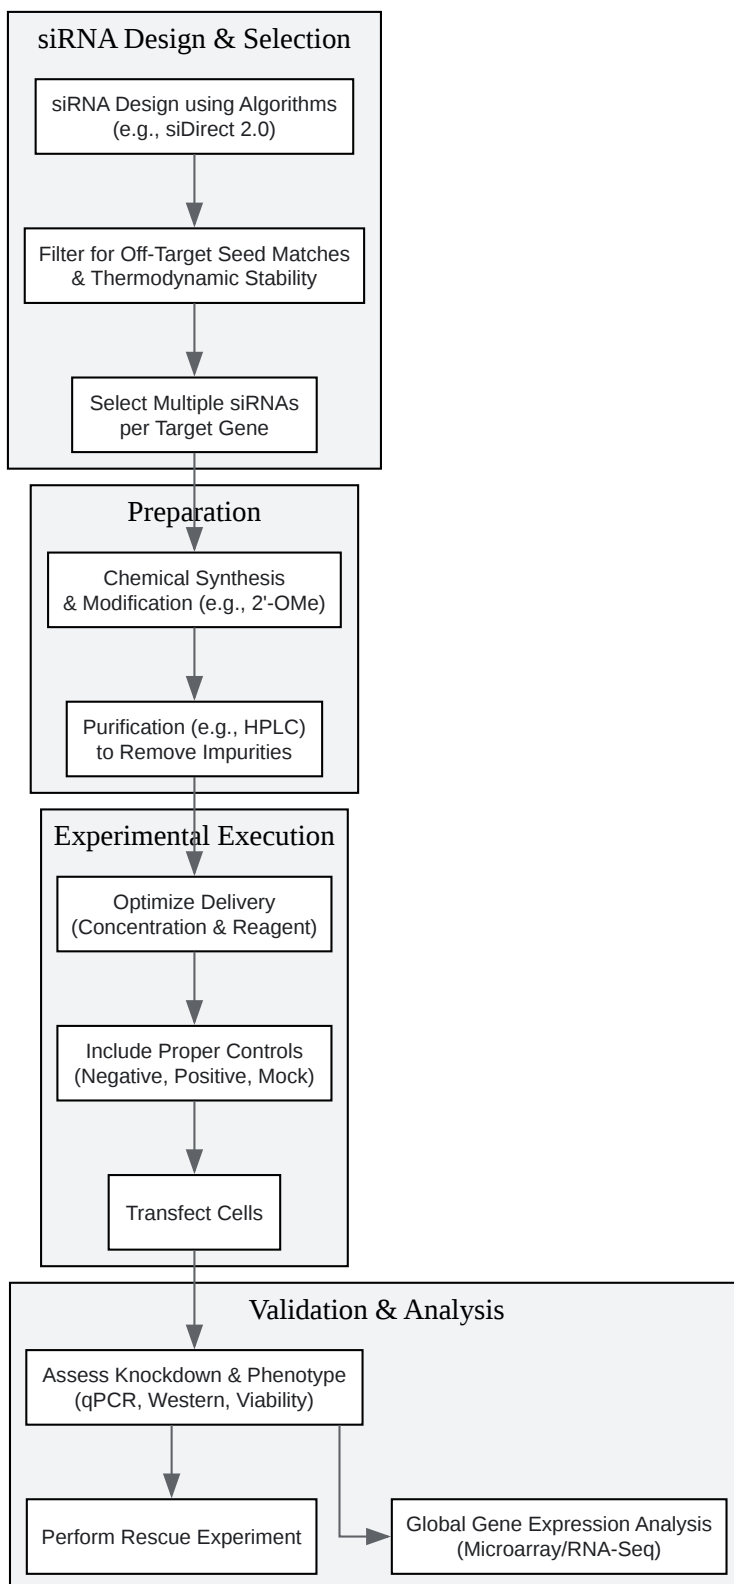 siRNA Design & Selection
siRNA Design using Algorithms
(e.g., siDirect 2.0)
Filter for Off-Target Seed Matches
& Thermodynamic Stability
Select Multiple siRNAs
per Target Gene
Preparation
Chemical Synthesis
& Modification (e.g., 2'-OMe)
Purification (e.g., HPLC)
to Remove Impurities
Experimental Execution
Optimize Delivery
(Concentration & Reagent)
Include Proper Controls
(Negative, Positive, Mock)
Transfect Cells
Validation & Analysis
Assess Knockdown & Phenotype
(qPCR, Western, Viability)
Perform Rescue Experiment
Global Gene Expression Analysis
(Microarray/RNA-Seq)